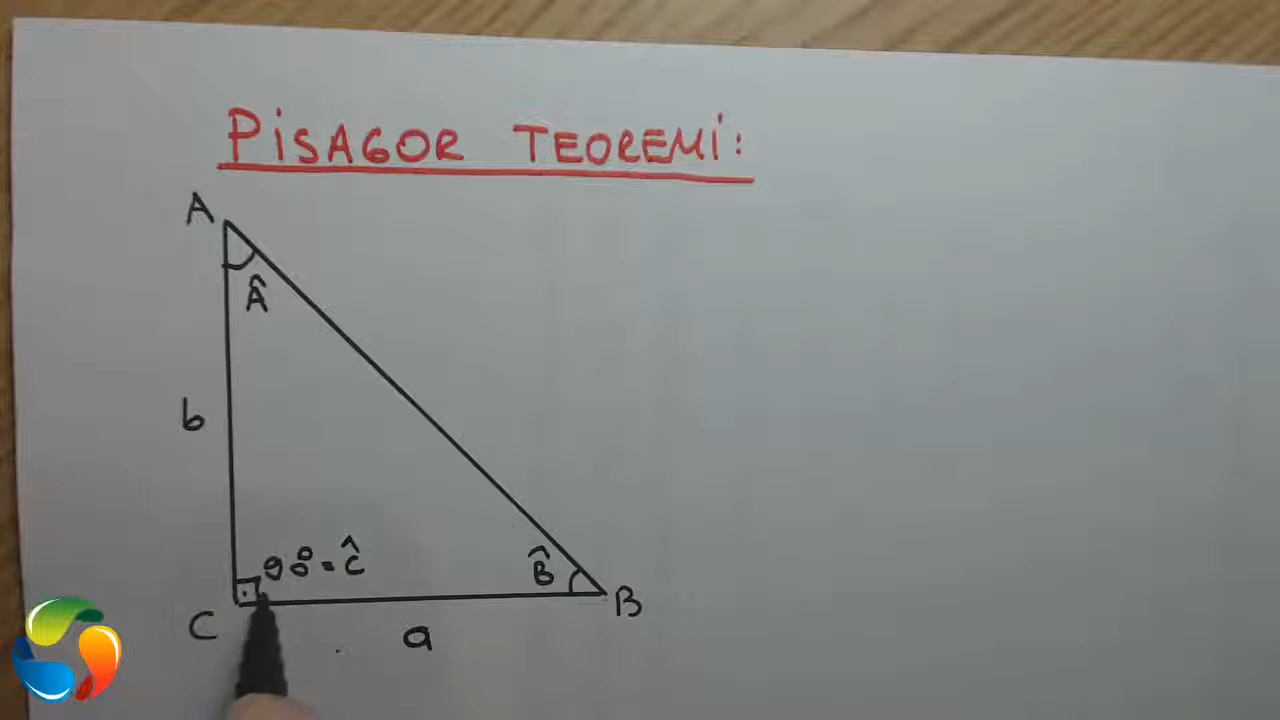 PİSAGOR TEOREMİ:
A
Â
b
90° = Ĉ
B̂
B
C
a